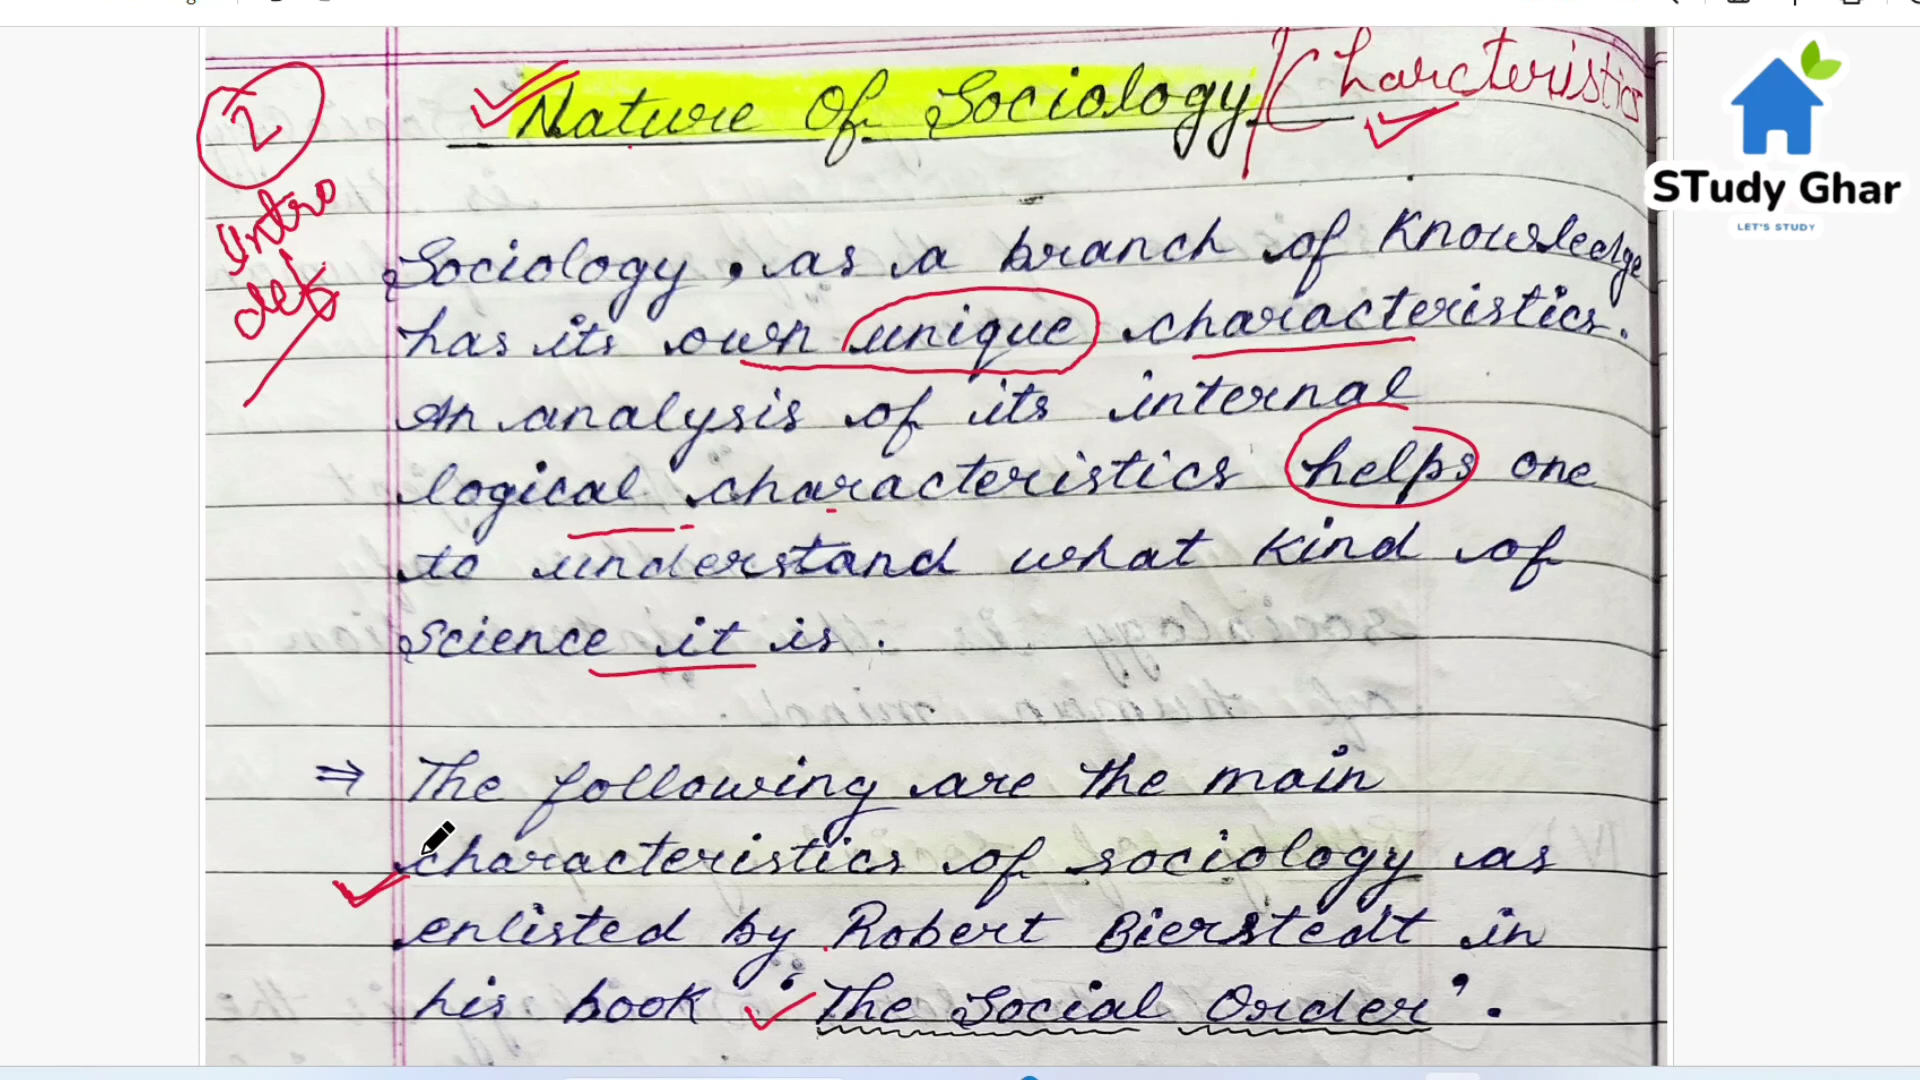 Nature Of Sociology / Charcteristics
2
intro
def
STudy Ghar
LET'S STUDY
Sociology, as a branch of Knowledge
has its own unique characteristics.
An analysis of its internal
logical characteristics helps one
to understand what kind of
Science it is.
⇒ The following are the main
characteristics of sociology as
enlisted by Robert Bierstedt in
his book 'The Social Order'.